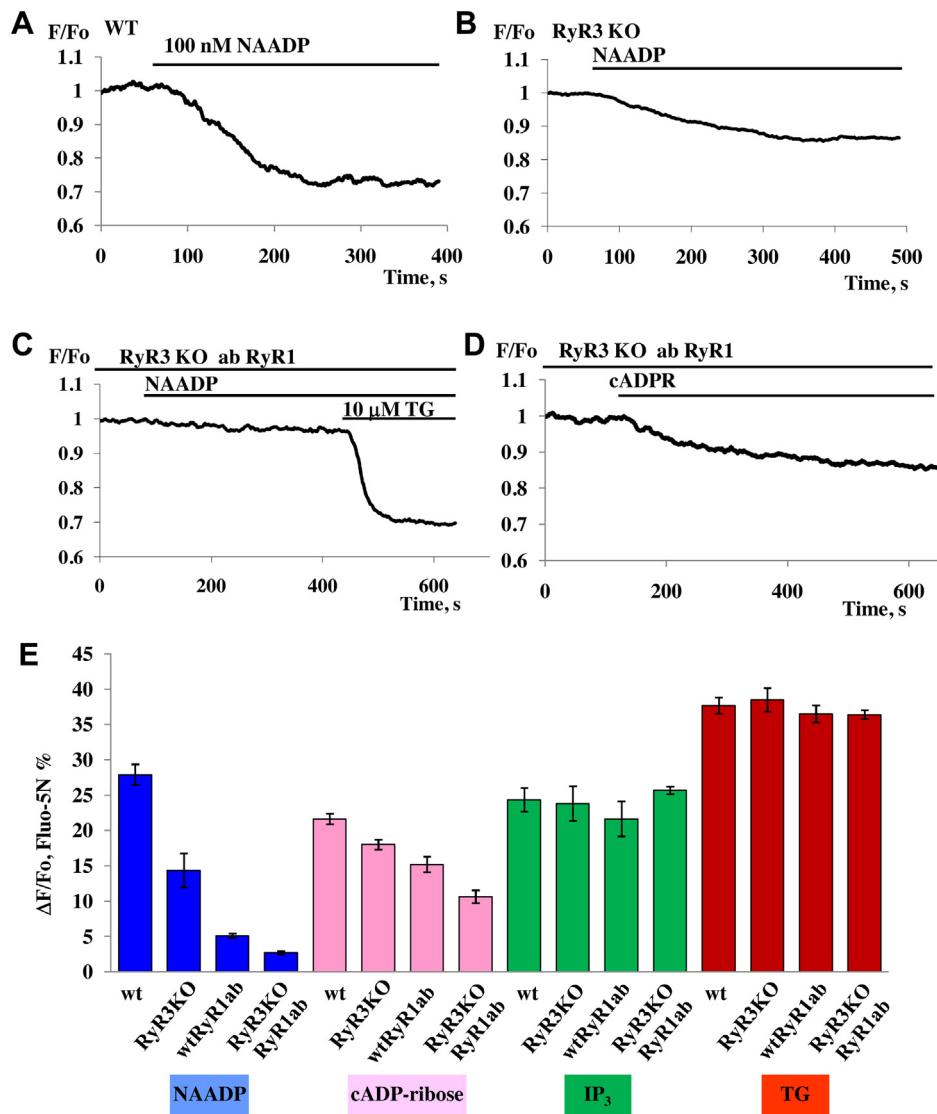 A
F/Fo
WT
100 nM NAADP
1.1
1
0.9
0.8
0.7
0.6
0
100
200
300
400
Time, s
B
F/Fo
RyR3 KO
NAADP
1.1
1
0.9
0.8
0.7
0.6
0
100
200
300
400
500
Time, s
C
F/Fo
RyR3 KO ab RyR1
NAADP
10 μM TG
1.1
1
0.9
0.8
0.7
0.6
0
200
400
600
Time, s
D
F/Fo
RyR3 KO ab RyR1
cADPR
1.1
1
0.9
0.8
0.7
0.6
0
200
400
600
Time, s
E
ΔF/Fo, Fluo-5N %
45
40
35
30
25
20
15
10
5
0
wt
RyR3KO
wtRyR1ab
RyR3KO
RyR1ab
wt
RyR3KO
wtRyR1ab
RyR3KO
RyR1ab
wt
RyR3KO
wtRyR1ab
RyR3KO
RyR1ab
wt
RyR3KO
wtRyR1ab
RyR3KO
RyR1ab
NAADP
cADP-ribose
IP₃
TG